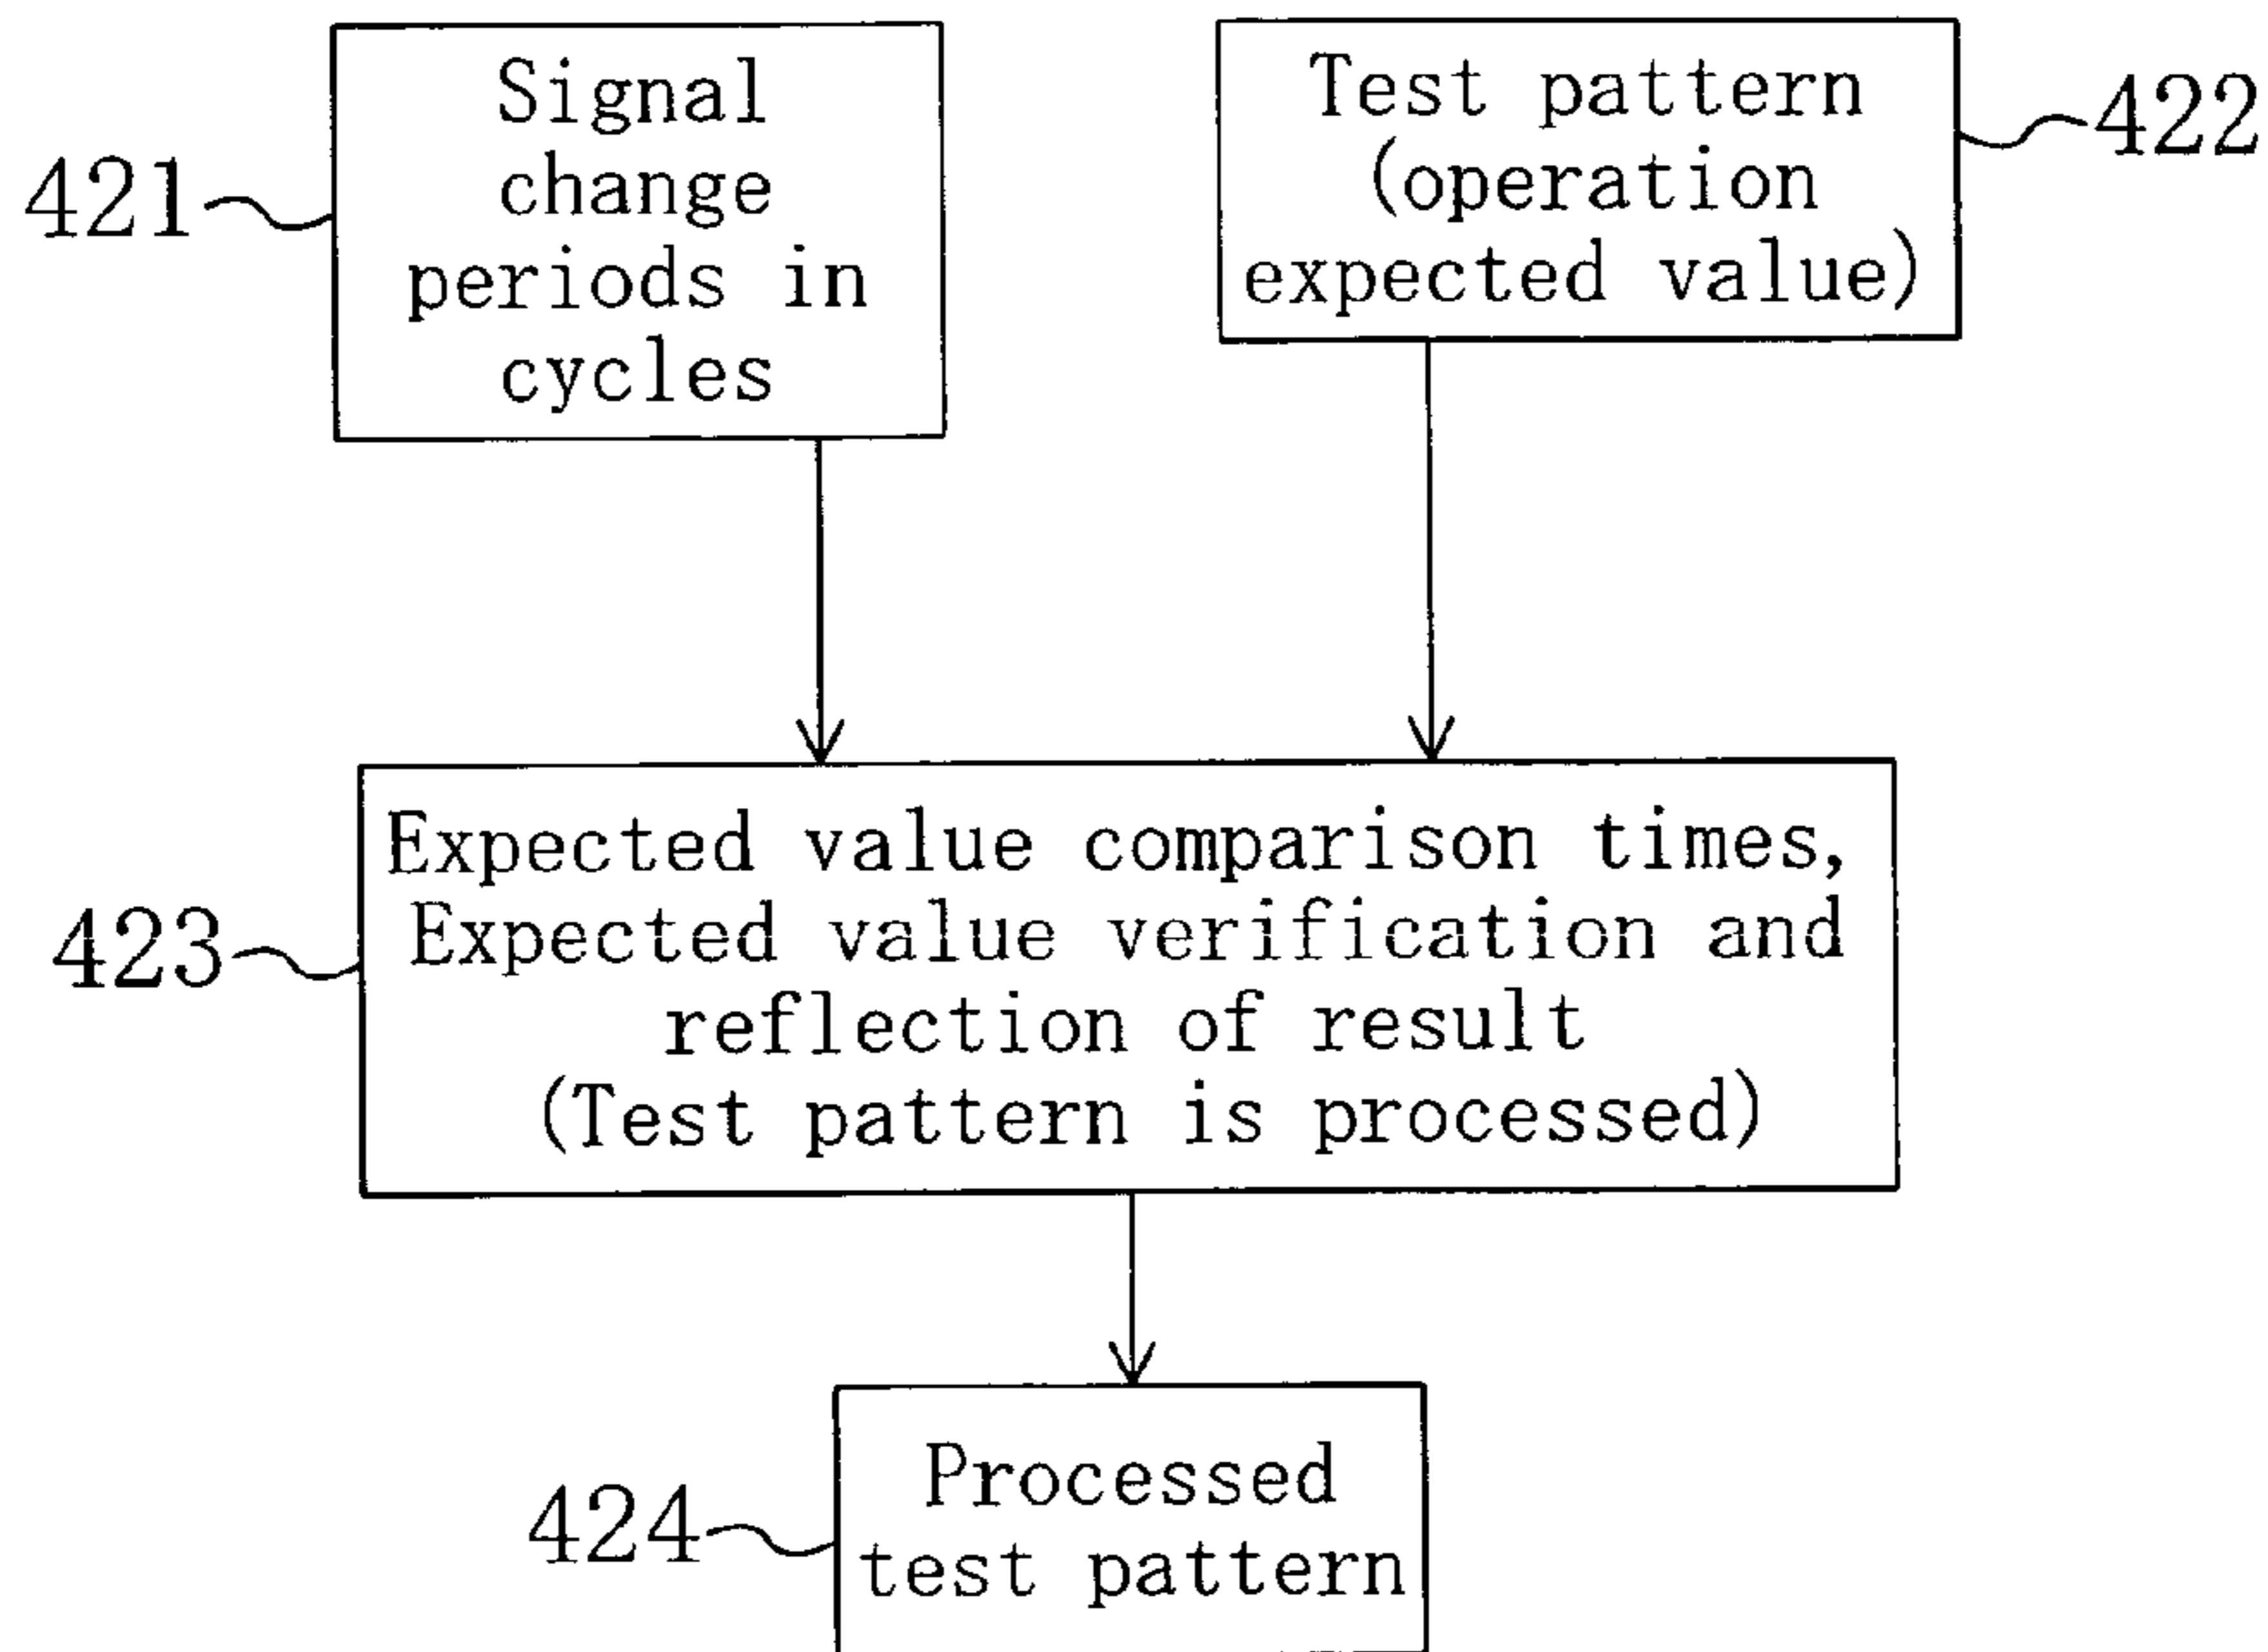 Signal
change
periods in
cycles
421
Test pattern
(operation
expected value)
422
Expected value comparison times,
Expected value verification and
reflection of result
(Test pattern is processed)
423
Processed
test pattern
424